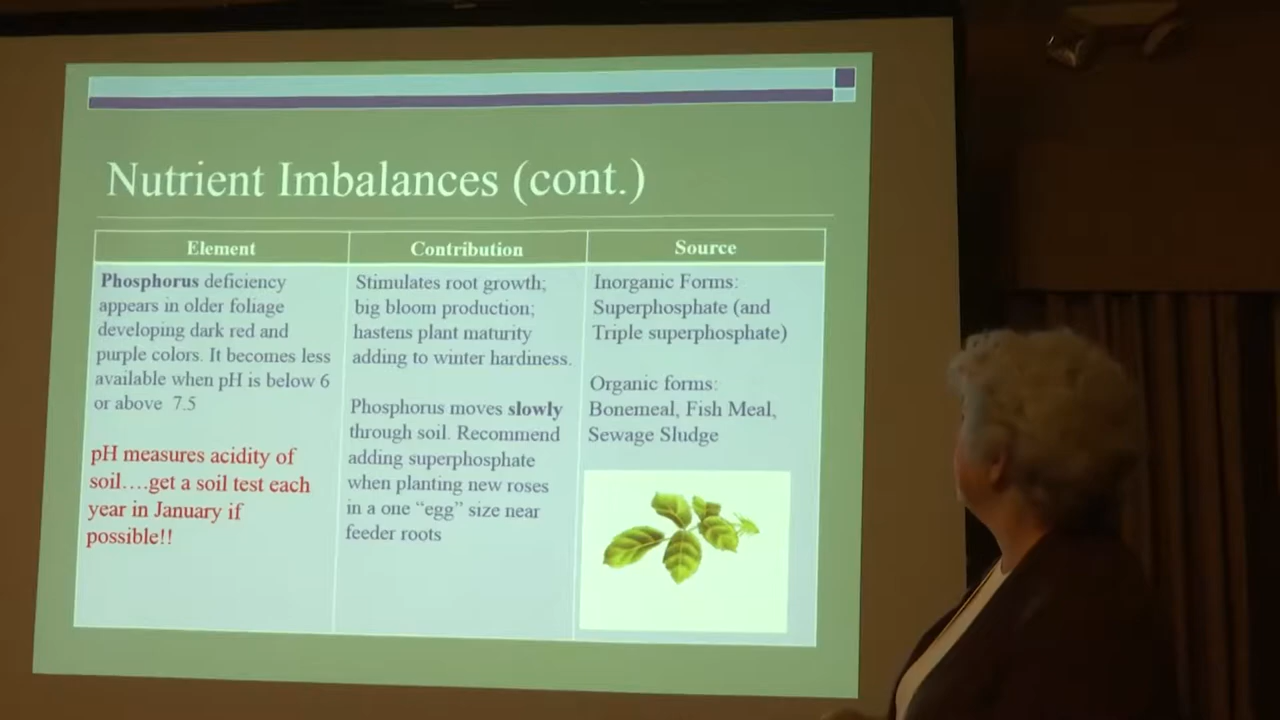 Nutrient Imbalances (cont.)
Element
Contribution
Source
Phosphorus deficiency
appears in older foliage
developing dark red and
purple colors. It becomes less
available when pH is below 6
or above 7.5
pH measures acidity of
soil….get a soil test each
year in January if
possible!!
Stimulates root growth;
big bloom production;
hastens plant maturity
adding to winter hardiness.
Phosphorus moves slowly
through soil. Recommend
adding superphosphate
when planting new roses
in a one “egg” size near
feeder roots
Inorganic Forms:
Superphosphate (and
Triple superphosphate)
Organic forms:
Bonemeal, Fish Meal,
Sewage Sludge